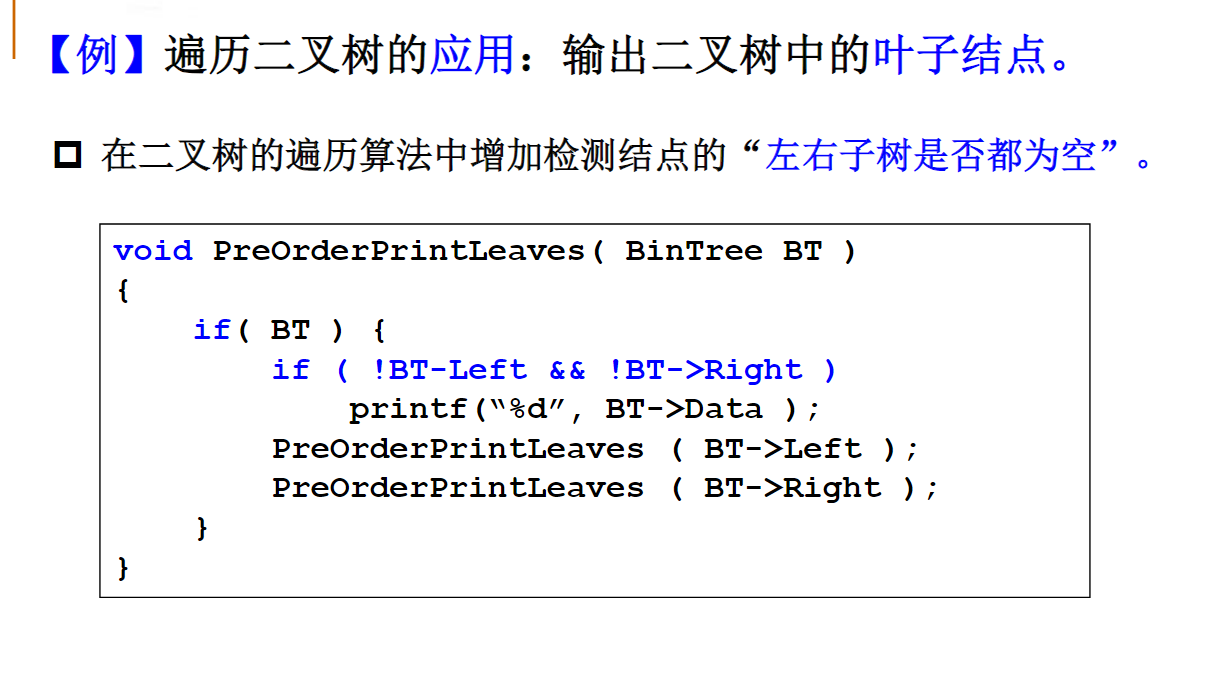 【例】遍历二叉树的应用：输出二叉树中的叶子结点。
在二叉树的遍历算法中增加检测结点的“左右子树是否都为空”。
void PreOrderPrintLeaves( BinTree BT )
{
if( BT ) {
if ( !BT-Left && !BT->Right )
printf(“%d”, BT->Data );
PreOrderPrintLeaves ( BT->Left );
PreOrderPrintLeaves ( BT->Right );
}
}